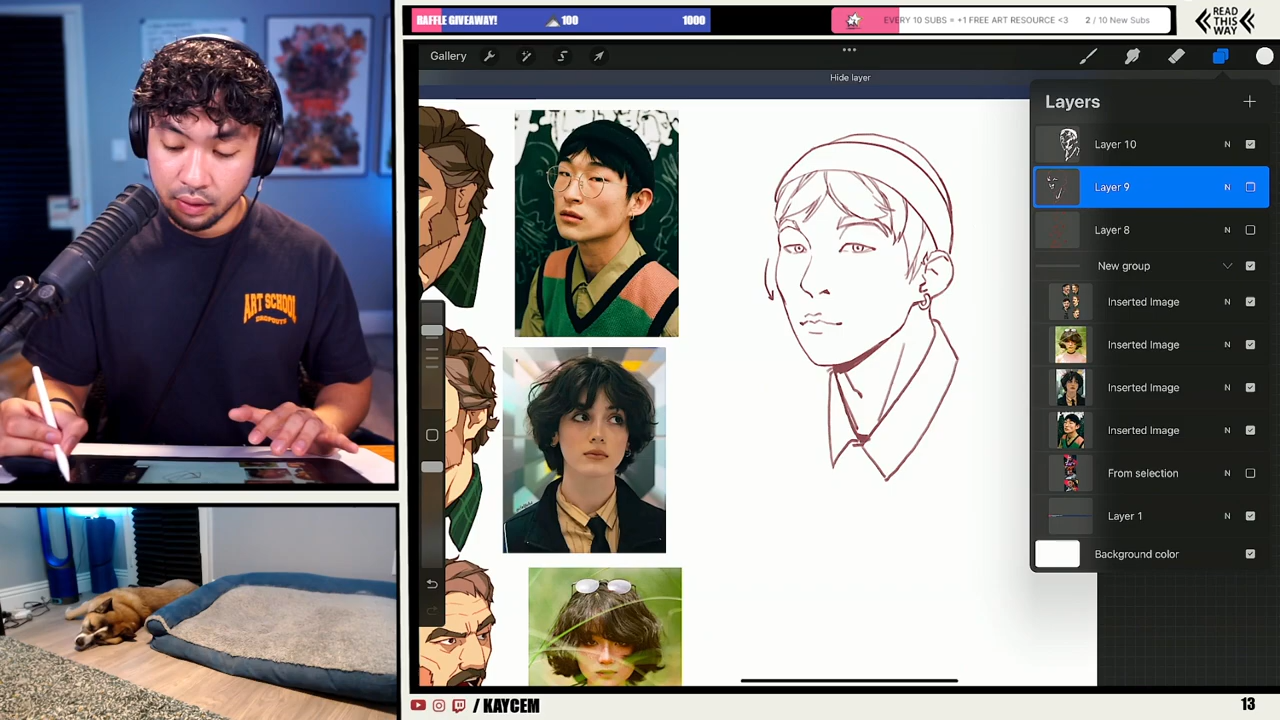 RAFFLE GIVEAWAY!
100
1000
EVERY 10 SUBS = +1 FREE ART RESOURCE <3
2 / 10 New Subs
READ
THIS
WAY
Gallery
Hide layer
Layers
Layer 10
N
Layer 9
N
Layer 8
N
New group
Inserted Image
N
Inserted Image
N
Inserted Image
N
Inserted Image
N
From selection
N
Layer 1
N
Background color
ART SCHOOL
DROPOUTS
/ KAYCEM
13